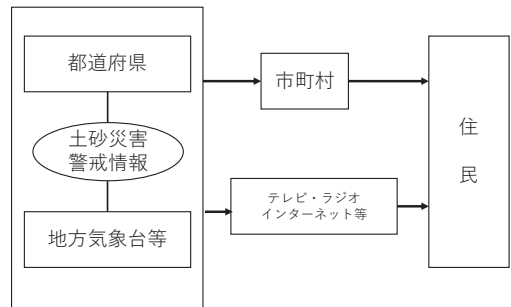 都道府県
土砂災害
警戒情報
地方気象台等
市町村
テレビ・ラジオ
インターネット等
住
民